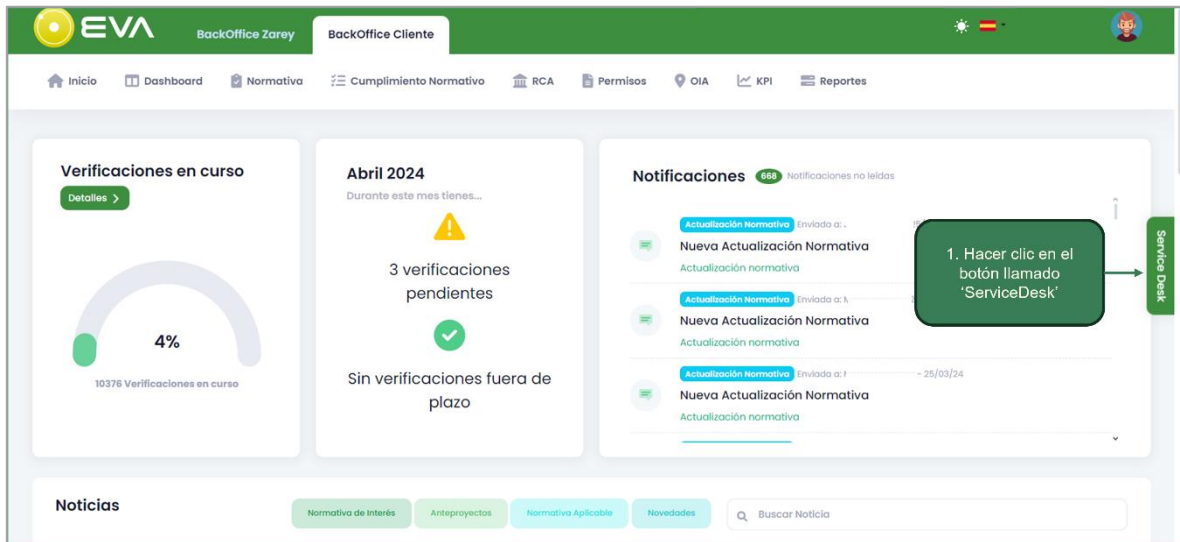 EVA
BackOffice Zarey
BackOffice Cliente
Inicio
Dashboard
Normativa
Cumplimiento Normativo
RCA
Permisos
OIA
KPI
Reportes
Verificaciones en curso
Detalles >
4%
10376 Verificaciones en curso
Abril 2024
Durante este mes tienes...
3 verificaciones
pendientes
Sin verificaciones fuera de
plazo
Notificaciones 668 Notificaciones no leídas
Actualización Normativa Enviada a:
Nueva Actualización Normativa
Actualización normativa
Actualización Normativa Enviada a:
Nueva Actualización Normativa
Actualización normativa
Actualización Normativa Enviada a: - 25/03/24
Nueva Actualización Normativa
Actualización normativa
1. Hacer clic en el
botón llamado
‘ServiceDesk’
Service Desk
Noticias
Normativa de Interés
Anteproyectos
Normativa Aplicable
Novedades
Buscar Noticia